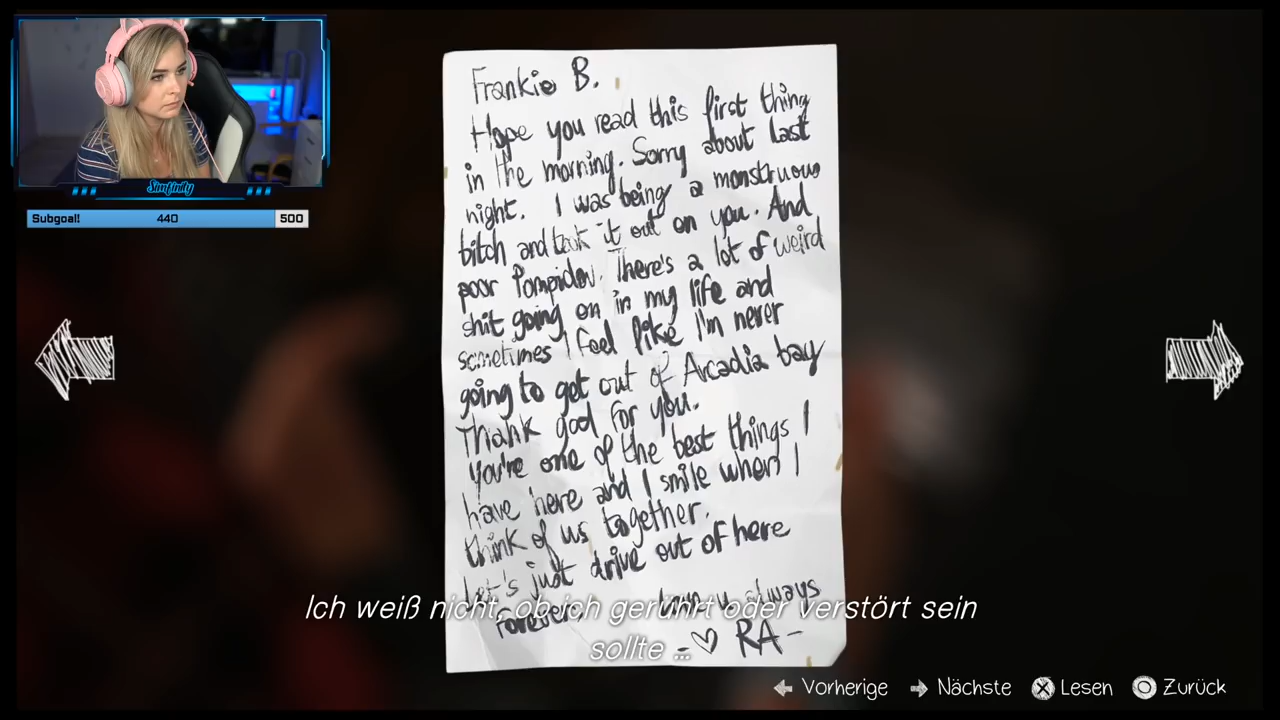 Simfinity
Subgoal! 440 500
Frankie B.
Hope you read this first thing
in the morning. Sorry about last
night. I was being a monstruous
bitch and took it out on you. And
poor Pompidou. There's a lot of weird
shit going on in my life and
sometimes I feel like I'm never
going to get out of Arcadia bay
Thank god for you.
You're one of the best things I
have here and I smile when I
think of us together.
Let's just drive out of here
forever. Love u always
- ♡ RA -
Ich weiß nicht, ob ich gerührt oder verstört sein
sollte ...
Vorherige Nächste Lesen Zurück